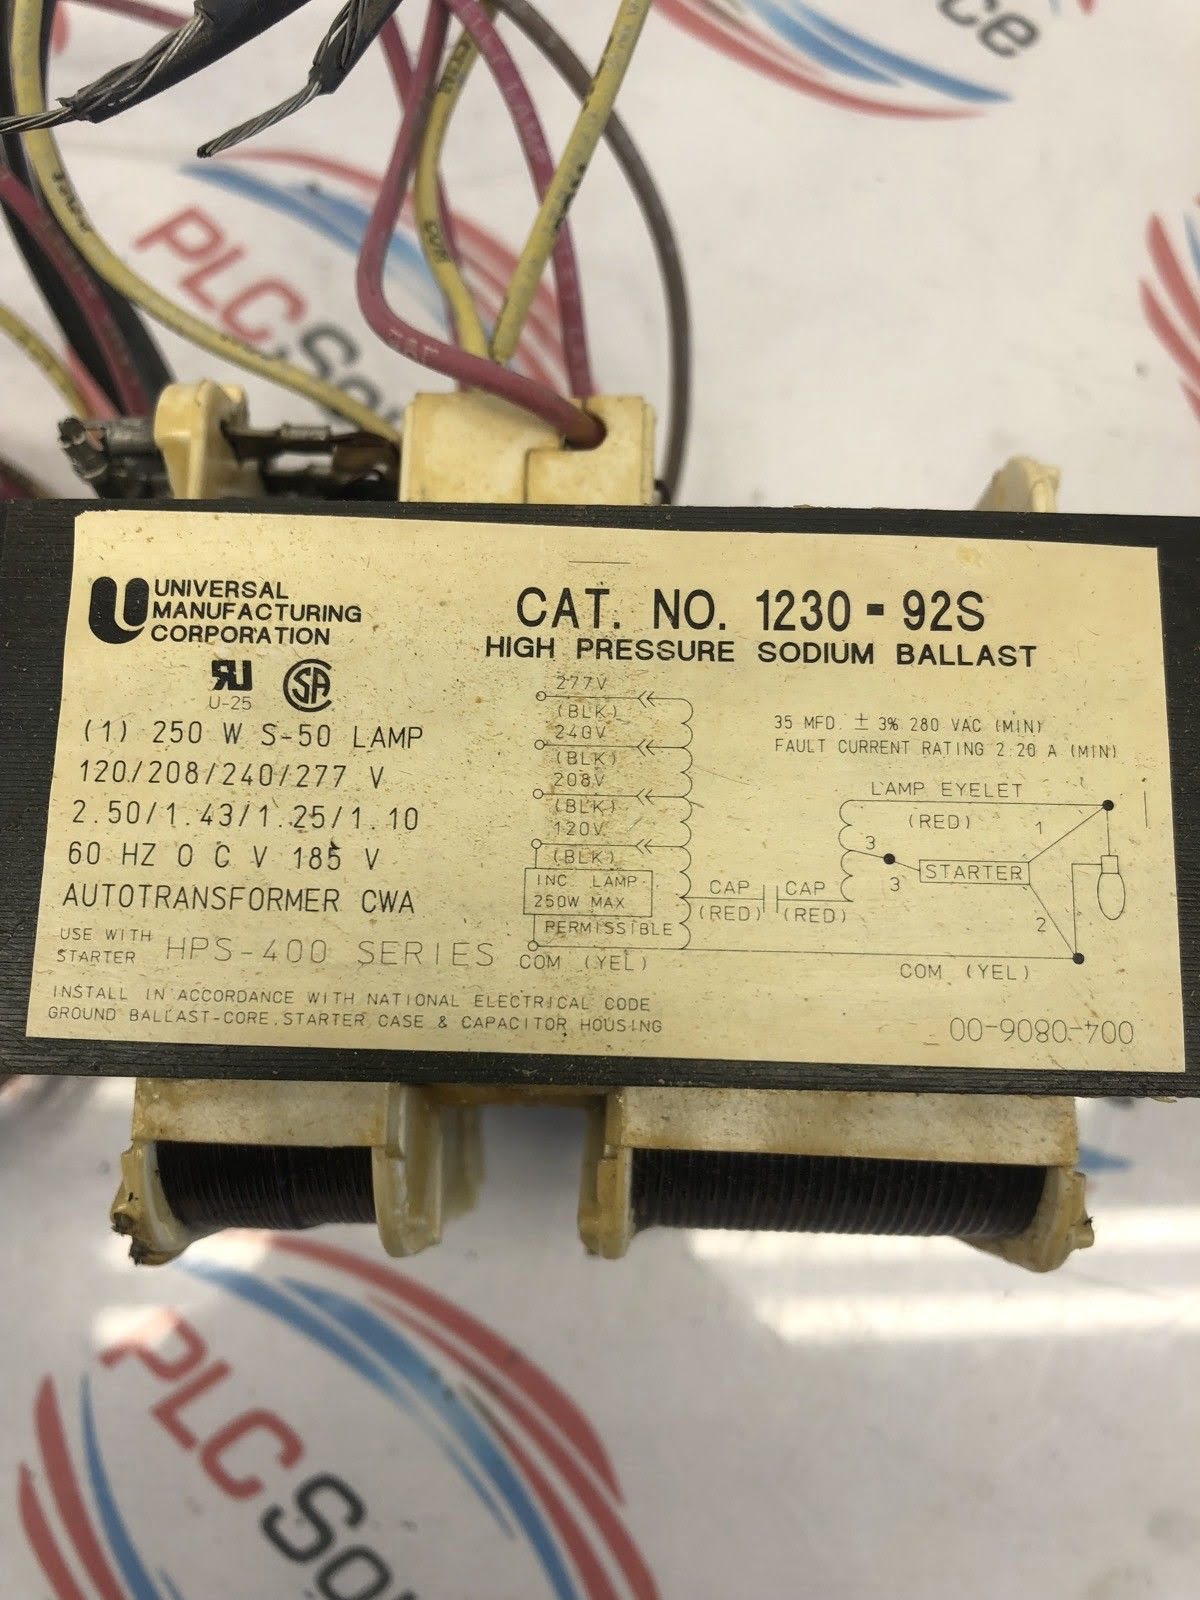 ce
PLC
So
UNIVERSAL
MANUFACTURING
CORPORATION
CAT. NO. 1230-92S
HIGH PRESSURE SODIUM BALLAST
U-25
(1) 250 W S-50 LAMP
120/208/240/277 V
2.50/1.43/1.25/1.10
60 HZ O C V 185 V
AUTOTRANSFORMER CWA
USE WITH
STARTER HPS-400 SERIES
INSTALL IN ACCORDANCE WITH NATIONAL ELECTRICAL CODE
GROUND BALLAST-CORE, STARTER CASE & CAPACITOR HOUSING
277V
(BLK)
240V
(BLK)
208V
(BLK)
120V
(BLK)
INC. LAMP
250W MAX
PERMISSIBLE
COM (YEL)
35 MFD. ± 3% 280 VAC (MIN)
FAULT CURRENT RATING 2.20 A (MIN)
LAMP EYELET
(RED)
1
3
STARTER
3
2
CAP CAP
(RED) (RED)
COM (YEL)
004-0806-00
PLC
Sou